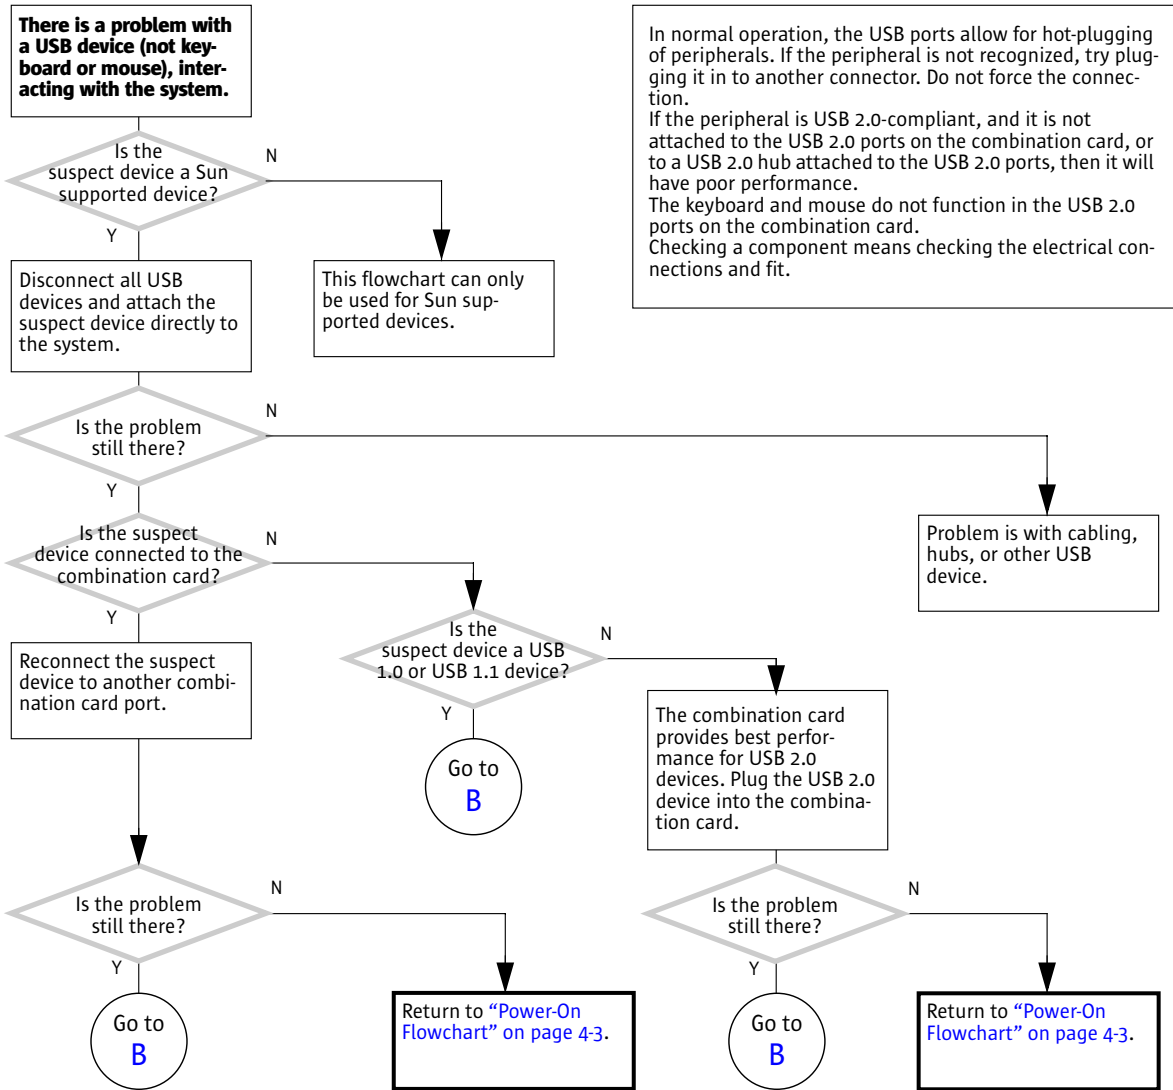 There is a problem with
a USB device (not key-
board or mouse), inter-
acting with the system.
In normal operation, the USB ports allow for hot-plugging
of peripherals. If the peripheral is not recognized, try plug-
ging it in to another connector. Do not force the connec-
tion.
If the peripheral is USB 2.0-compliant, and it is not
attached to the USB 2.0 ports on the combination card, or
to a USB 2.0 hub attached to the USB 2.0 ports, then it will
have poor performance.
The keyboard and mouse do not function in the USB 2.0
ports on the combination card.
Checking a component means checking the electrical con-
nections and fit.
Is the
suspect device a Sun
supported device?
N
Y
Disconnect all USB
devices and attach the
suspect device directly to
the system.
This flowchart can only
be used for Sun sup-
ported devices.
Is the problem
still there?
N
Y
Problem is with cabling,
hubs, or other USB
device.
Is the suspect
device connected to the
combination card?
N
Y
Is the
suspect device a USB
1.0 or USB 1.1 device?
N
Y
Reconnect the suspect
device to another combi-
nation card port.
Go to
B
The combination card
provides best perfor-
mance for USB 2.0
devices. Plug the USB 2.0
device into the combina-
tion card.
Is the problem
still there?
N
Y
Go to
B
Return to “Power-On
Flowchart” on page 4-3.
Is the problem
still there?
N
Y
Go to
B
Return to “Power-On
Flowchart” on page 4-3.